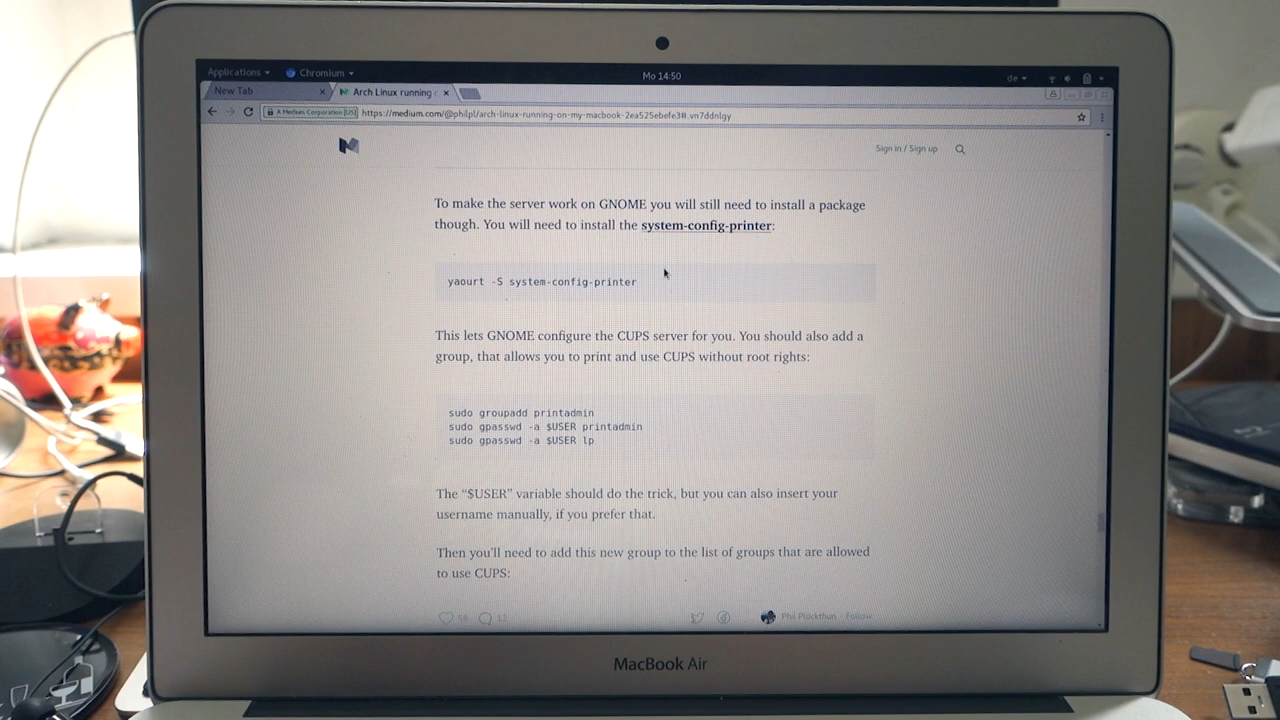 Applications
Chromium
Mo 14:50
de
New Tab
Arch Linux running
A Medium Corporation [US]
https://medium.com/@philpl/arch-linux-running-on-my-macbook-2ea525ebefe3#.vn7ddnlgy
Sign in / Sign up
To make the server work on GNOME you will still need to install a package
though. You will need to install the system-config-printer:
yaourt -S system-config-printer
This lets GNOME configure the CUPS server for you. You should also add a
group, that allows you to print and use CUPS without root rights:
sudo groupadd printadmin
sudo gpasswd -a $USER printadmin
sudo gpasswd -a $USER lp
The “$USER” variable should do the trick, but you can also insert your
username manually, if you prefer that.
Then you’ll need to add this new group to the list of groups that are allowed
to use CUPS:
58
12
Phil Plückthun
Follow
MacBook Air